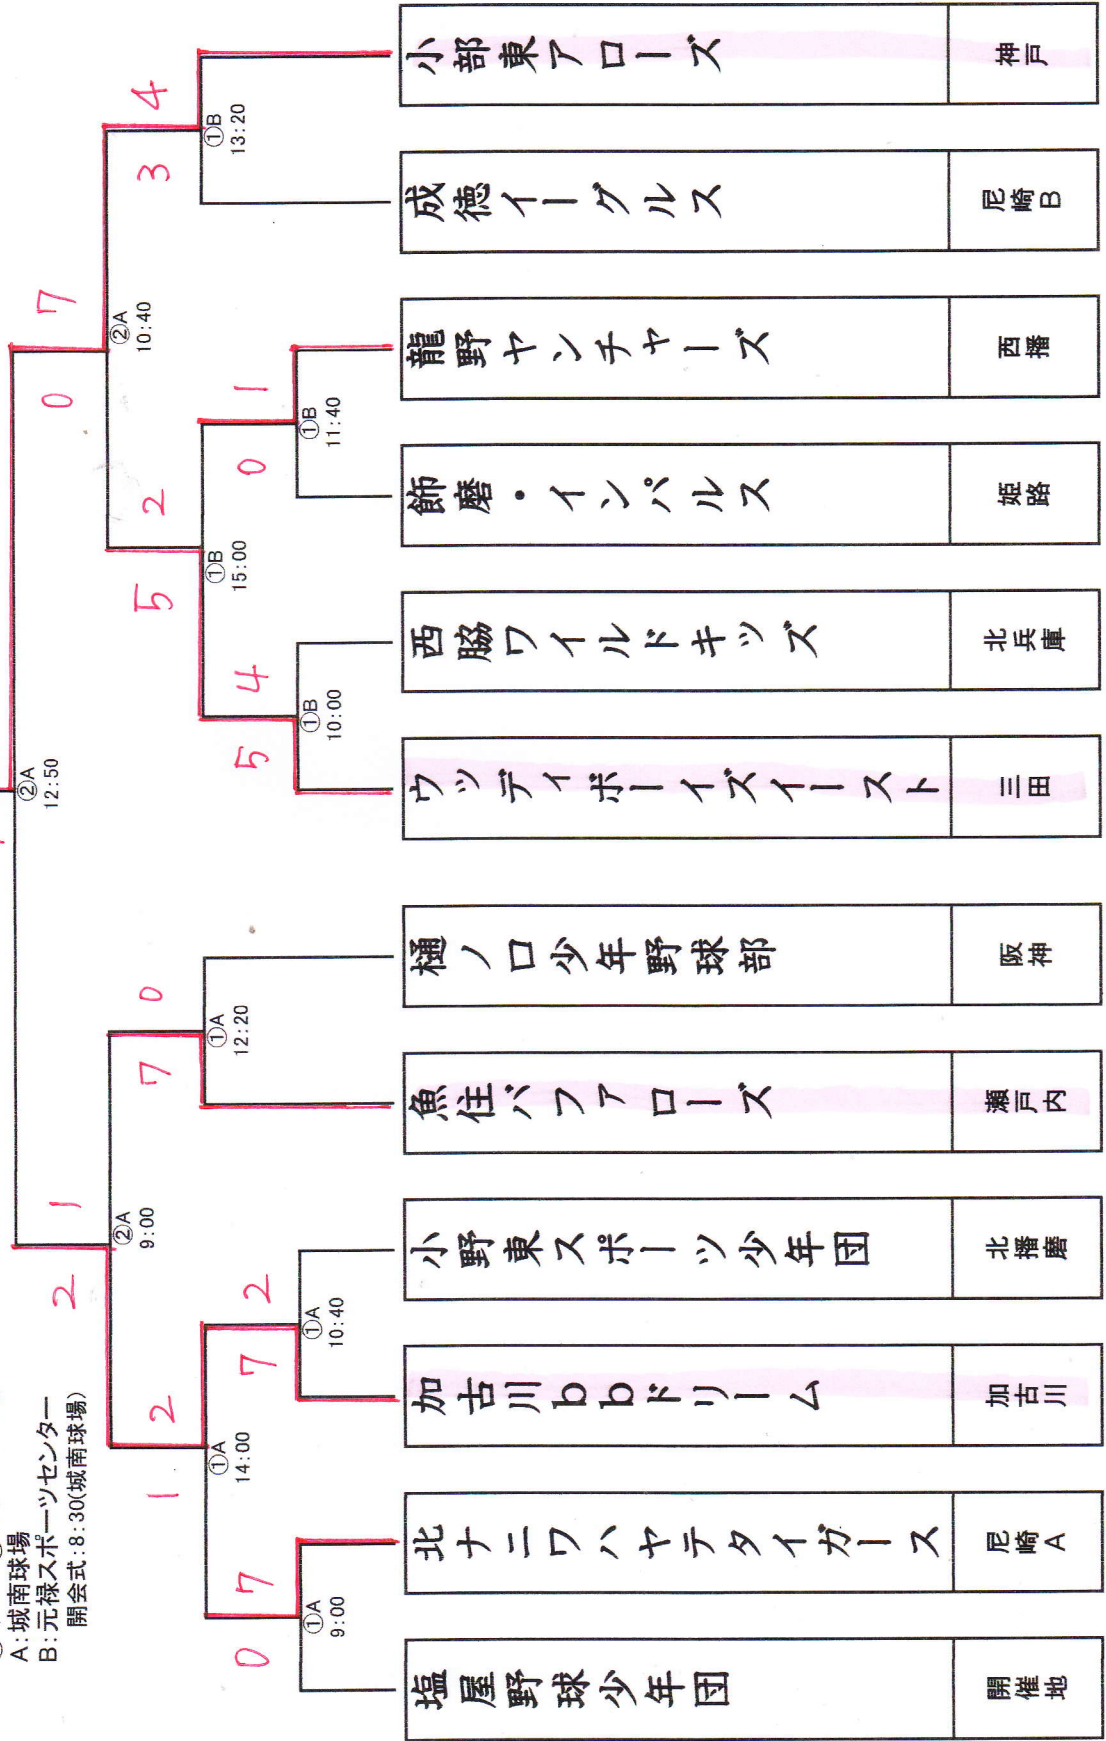 A:城南球場
B:元禄スポーツセンター
開会式:8:30(城南球場)
②A
12:50
7
0
②A
10:40
2
1
②A
9:00
4
3
①B
13:20
2
5
①B
15:00
0
7
①A
12:20
2
1
①A
14:00
1
0
①B
11:40
4
5
①B
10:00
2
7
①A
10:40
7
0
①A
9:00
小部東アローズ 神戸
成徳イーグルス 尼崎B
龍野ヤンチャーズ 西播
飾磨・インパルス 姫路
西脇ワイルドキッズ 北兵庫
ウッディボーイズイースト 三田
樋ノ口少年野球部 阪神
魚住バファローズ 瀬戸内
小野東スポーツ少年団 北播磨
加古川bbドリーム 加古川
北ナニワハヤテタイガース 尼崎A
塩屋野球少年団 開催地